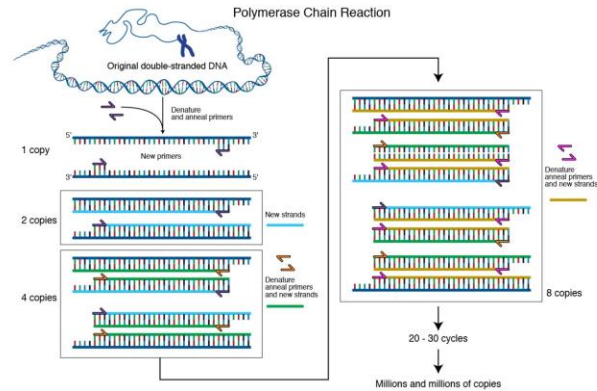 Polymerase Chain Reaction
Original double-stranded DNA
Denature
and anneal primers
5'
3'
1 copy
New primers
3'
5'
2 copies
New strands
4 copies
Denature
anneal primers
and new strands
Denature
anneal primers
and new strands
8 copies
20 - 30 cycles
Millions and millions of copies